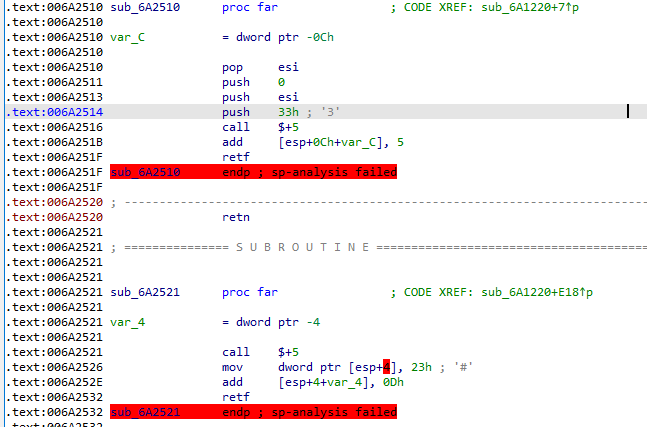 .text:006A2510 sub_6A2510 proc far ; CODE XREF: sub_6A1220+7↑p
.text:006A2510
.text:006A2510 var_C = dword ptr -0Ch
.text:006A2510
.text:006A2510 pop esi
.text:006A2511 push 0
.text:006A2513 push esi
.text:006A2514 push 33h ; '3'
.text:006A2516 call $+5
.text:006A251B add [esp+0Ch+var_C], 5
.text:006A251F retf
.text:006A251F sub_6A2510 endp ; sp-analysis failed
.text:006A251F
.text:006A2520 ; ---------------------------------------------------------------------------
.text:006A2520 retn
.text:006A2521
.text:006A2521 ; =============== S U B R O U T I N E =======================================
.text:006A2521
.text:006A2521
.text:006A2521 sub_6A2521 proc far ; CODE XREF: sub_6A1220+E18↑p
.text:006A2521
.text:006A2521 var_4 = dword ptr -4
.text:006A2521
.text:006A2521 call $+5
.text:006A2526 mov dword ptr [esp+4], 23h ; '#'
.text:006A252E add [esp+4+var_4], 0Dh
.text:006A2532 retf
.text:006A2532 sub_6A2521 endp ; sp-analysis failed
.text:006A2532